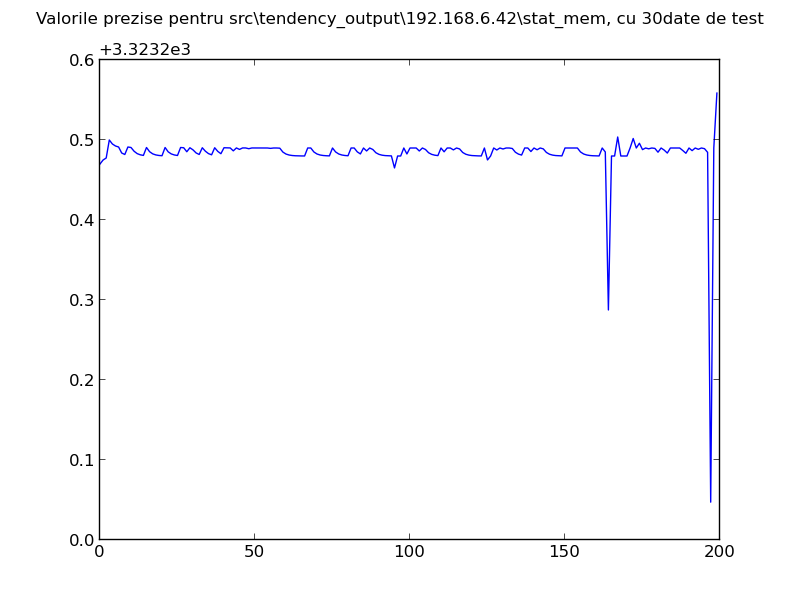 Valorile prezise pentru src\tendency_output\192.168.6.42\stat_mem, cu 30date de test
+3.3232e3
0.6
0.5
0.4
0.3
0.2
0.1
0.0
0 50 100 150 200